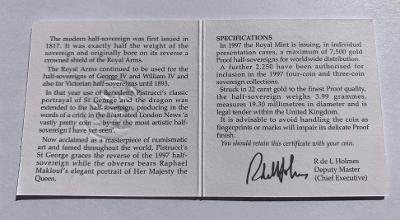 The modern half-sovereign was first issued in
1817. It was exactly half the weight of the
sovereign and originally bore on its reverse a
crowned shield of the Royal Arms.
The Royal Arms continued to be used for the
half-sovereigns of George IV and William IV and
also for Victorian half-sovereigns until 1893.
In that year use of Benedetto Pistrucci's classic
portrayal of St George and the dragon was
extended to the half-sovereign, producing in the
words of a critic in the Illustrated London News 'a
vastly pretty coin – by far the most artistic half-
sovereign I have yet seen'.
Now acclaimed as a masterpiece of numismatic
art and famed throughout the world, Pistrucci's
St George graces the reverse of the 1997 half-
sovereign while the obverse bears Raphael
Maklouf's elegant portrait of Her Majesty the
Queen.
SPECIFICATIONS.
In 1997 the Royal Mint is issuing, in individual
presentation cases, a maximum of 7,500 gold
Proof half-sovereigns for worldwide distribution.
A further 2,250 have been authorised for
inclusion in the 1997 four-coin and three-coin
sovereign collections.
Struck in 22 carat gold to the finest Proof quality,
the half-sovereign weighs 3.99 grammes,
measures 19.30 millimetres in diameter and is
legal tender within the United Kingdom.
It is advisable to avoid handling the coin as
fingerprints or marks will impair its delicate Proof
finish.
You should retain this certificate with your coin.
R de L Holmes
Deputy Master
(Chief Executive)